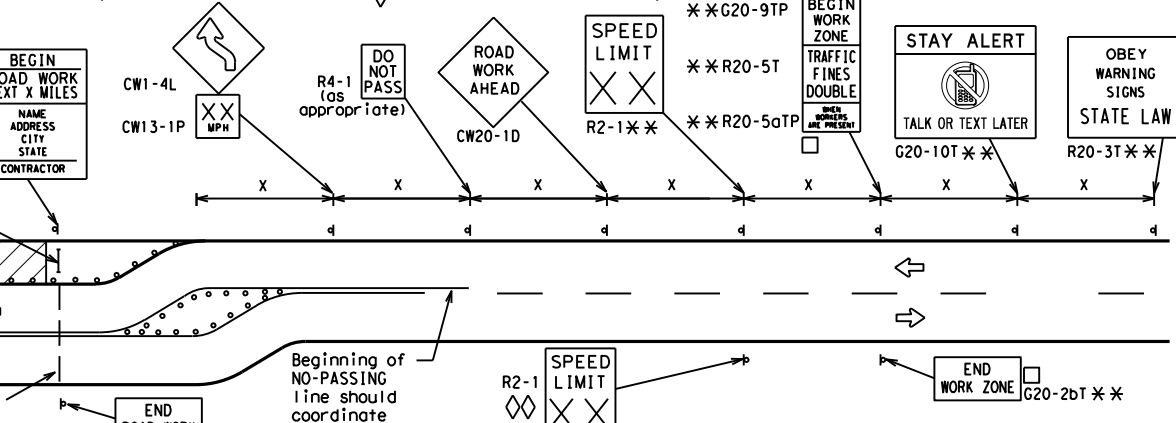 BEGIN
ROAD WORK
NEXT X MILES
NAME
ADDRESS
CITY
STATE
CONTRACTOR
CW1-4L
CW13-1P
XX
MPH
R4-1
(as
appropriate)
DO
NOT
PASS
ROAD
WORK
AHEAD
CW20-1D
SPEED
LIMIT
XX
R2-1**
**G20-9TP
**R20-5T
**R20-5aTP
BEGIN
WORK
ZONE
TRAFFIC
FINES
DOUBLE
WHEN
WORKERS
ARE PRESENT
STAY ALERT
TALK OR TEXT LATER
G20-10T**
OBEY
WARNING
SIGNS
STATE LAW
R20-3T**
X X X X X X X
Beginning of
NO-PASSING
line should
coordinate
R2-1
SPEED
LIMIT
XX
END
WORK ZONE
G20-2bT**
END
ROAD WORK